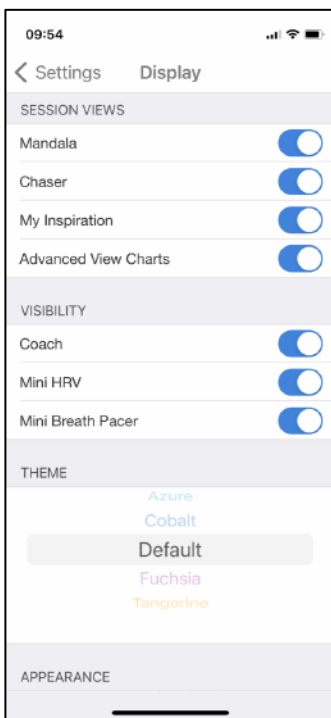 09:54
Settings Display
SESSION VIEWS
Mandala
Chaser
My Inspiration
Advanced View Charts
VISIBILITY
Coach
Mini HRV
Mini Breath Pacer
THEME
Azure
Cobalt
Default
Fuchsia
Tangerine
APPEARANCE